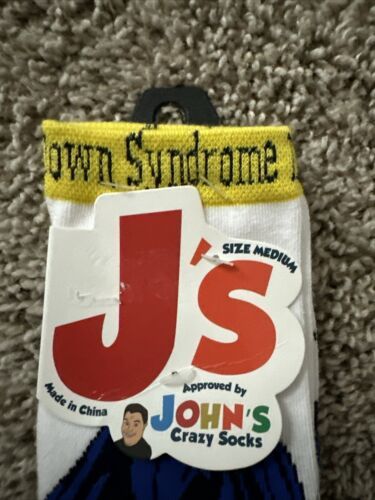 own Syndrome
J's
SIZE MEDIUM
Made in China
Approved by
JOHN'S
Crazy Socks